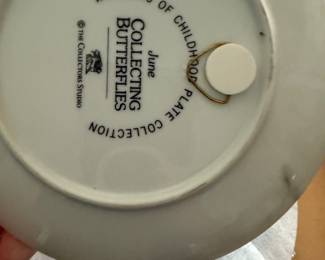 S OF CHILDHOOD PLATE COLLECTION
June
COLLECTING
BUTTERFLIES
© THE COLLECTORS STUDIO